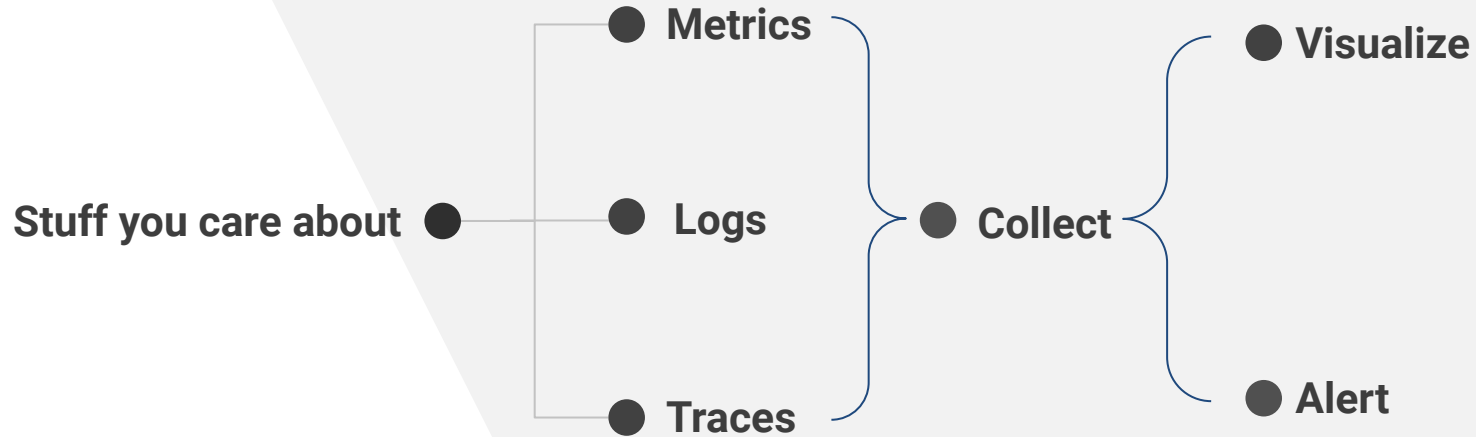 Stuff you care about
Metrics
Logs
Traces
Collect
Visualize
Alert